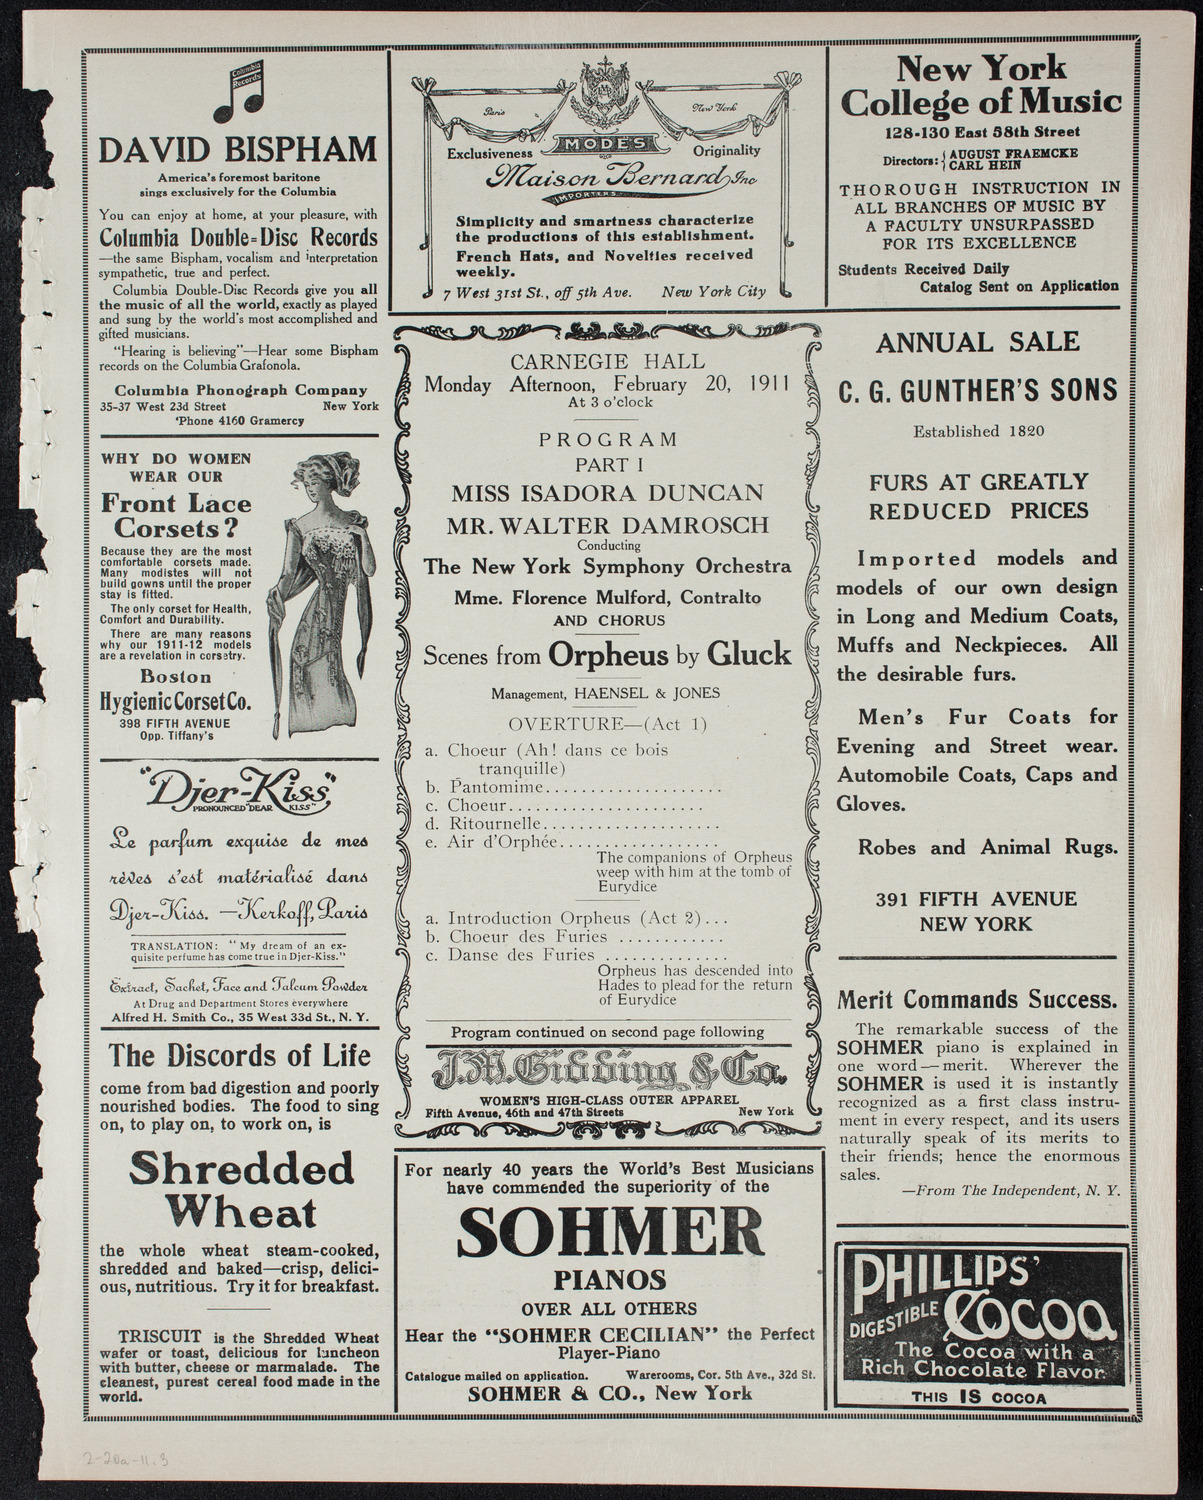 Columbia
Records
DAVID BISPHAM
America's foremost baritone
sings exclusively for the Columbia
You can enjoy at home, at your pleasure, with
Columbia Double=Disc Records
—the same Bispham, vocalism and interpretation
sympathetic, true and perfect.
Columbia Double-Disc Records give you all
the music of all the world, exactly as played
and sung by the world's most accomplished and
gifted musicians.
"Hearing is believing"—Hear some Bispham
records on the Columbia Grafonola.
Columbia Phonograph Company
35-37 West 23d Street New York
'Phone 4160 Gramercy
WHY DO WOMEN
WEAR OUR
Front Lace
Corsets?
Because they are the most
comfortable corsets made.
Many modistes will not
build gowns until the proper
stay is fitted.
The only corset for Health,
Comfort and Durability.
There are many reasons
why our 1911-12 models
are a revelation in corsetry.
Boston
Hygienic Corset Co.
398 FIFTH AVENUE
Opp. Tiffany's
"Djer-Kiss"
PRONOUNCED "DEAR KISS"
Le parfum exquise de mes
rèves s'est matérialisé dans
Djer-Kiss. —Kerkoff, Paris
TRANSLATION: "My dream of an ex-
quisite perfume has come true in Djer-Kiss."
Extract, Sachet, Face and Talcum Powder
At Drug and Department Stores everywhere
Alfred H. Smith Co., 35 West 33d St., N. Y.
The Discords of Life
come from bad digestion and poorly
nourished bodies. The food to sing
on, to play on, to work on, is
Shredded
Wheat
the whole wheat steam-cooked,
shredded and baked—crisp, delici-
ous, nutritious. Try it for breakfast.
TRISCUIT is the Shredded Wheat
wafer or toast, delicious for luncheon
with butter, cheese or marmalade. The
cleanest, purest cereal food made in the
world.
Paris New York
MODES
Exclusiveness Originality
Maison Bernard Inc
IMPORTERS
Simplicity and smartness characterize
the productions of this establishment.
French Hats, and Novelties received
weekly.
7 West 31st St., off 5th Ave. New York City
CARNEGIE HALL
Monday Afternoon, February 20, 1911
At 3 o'clock
PROGRAM
PART I
MISS ISADORA DUNCAN
MR. WALTER DAMROSCH
Conducting
The New York Symphony Orchestra
Mme. Florence Mulford, Contralto
AND CHORUS
Scenes from Orpheus by Gluck
Management, HAENSEL & JONES
OVERTURE—(Act 1)
a. Choeur (Ah! dans ce bois
tranquille)
b. Pantomime....................
c. Choeur......................
d. Ritournelle...................
e. Air d'Orphée.................
The companions of Orpheus
weep with him at the tomb of
Eurydice
a. Introduction Orpheus (Act 2)...
b. Choeur des Furies ............
c. Danse des Furies .............
Orpheus has descended into
Hades to plead for the return
of Eurydice
Program continued on second page following
J.M. Gidding & Co.
WOMEN'S HIGH-CLASS OUTER APPAREL
Fifth Avenue, 46th and 47th Streets New York
For nearly 40 years the World's Best Musicians
have commended the superiority of the
SOHMER
PIANOS
OVER ALL OTHERS
Hear the "SOHMER CECILIAN" the Perfect
Player-Piano
Catalogue mailed on application. Warerooms, Cor. 5th Ave., 32d St.
SOHMER & CO., New York
New York
College of Music
128-130 East 58th Street
Directors: { AUGUST FRAEMCKE
CARL HEIN
THOROUGH INSTRUCTION IN
ALL BRANCHES OF MUSIC BY
A FACULTY UNSURPASSED
FOR ITS EXCELLENCE
Students Received Daily
Catalog Sent on Application
ANNUAL SALE
C. G. GUNTHER'S SONS
Established 1820
FURS AT GREATLY
REDUCED PRICES
Imported models and
models of our own design
in Long and Medium Coats,
Muffs and Neckpieces. All
the desirable furs.
Men's Fur Coats for
Evening and Street wear.
Automobile Coats, Caps and
Gloves.
Robes and Animal Rugs.
391 FIFTH AVENUE
NEW YORK
Merit Commands Success.
The remarkable success of the
SOHMER piano is explained in
one word—merit. Wherever the
SOHMER is used it is instantly
recognized as a first class instru-
ment in every respect, and its users
naturally speak of its merits to
their friends; hence the enormous
sales.
—From The Independent, N. Y.
PHILLIPS'
DIGESTIBLE COCOA
The Cocoa with a
Rich Chocolate Flavor.
THIS IS COCOA
2-20a-11.3